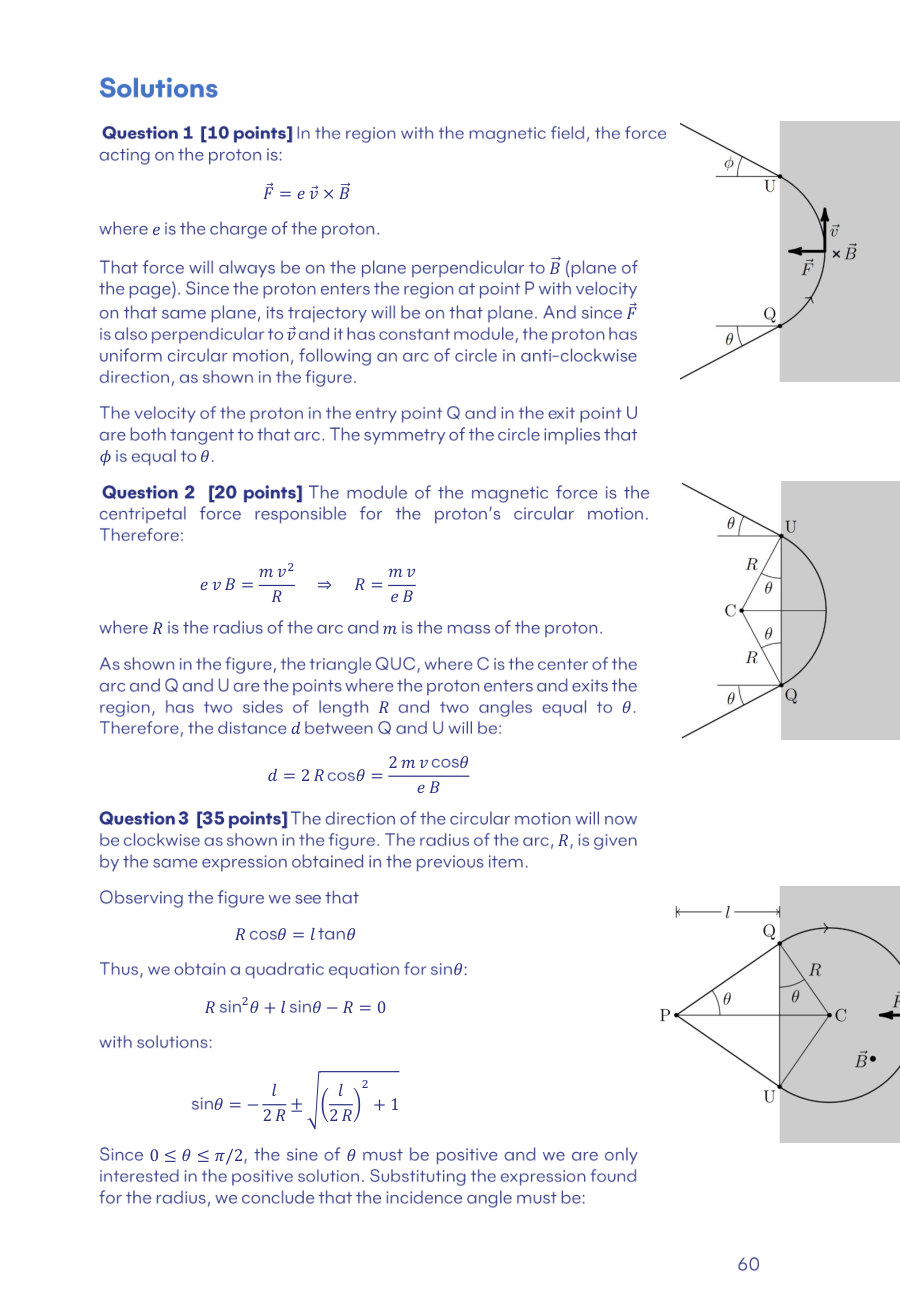 Solutions
Question 1 [10 points] In the region with the magnetic field, the force
acting on the proton is:
F⃗ = e v⃗ × B⃗
where e is the charge of the proton.
That force will always be on the plane perpendicular to B⃗ (plane of
the page). Since the proton enters the region at point P with velocity
on that same plane, its trajectory will be on that plane. And since F⃗
is also perpendicular to v⃗ and it has constant module, the proton has
uniform circular motion, following an arc of circle in anti-clockwise
direction, as shown in the figure.
The velocity of the proton in the entry point Q and in the exit point U
are both tangent to that arc. The symmetry of the circle implies that
ϕ is equal to θ.
ϕ
U
v⃗
× B⃗
F⃗
Q
θ
Question 2 [20 points] The module of the magnetic force is the
centripetal force responsible for the proton's circular motion.
Therefore:
e v B = m v² / R ⇒ R = m v / e B
where R is the radius of the arc and m is the mass of the proton.
As shown in the figure, the triangle QUC, where C is the center of the
arc and Q and U are the points where the proton enters and exits the
region, has two sides of length R and two angles equal to θ.
Therefore, the distance d between Q and U will be:
d = 2 R cosθ = 2 m v cosθ / e B
θ
U
R
θ
C
θ
R
θ
Q
Question 3 [35 points] The direction of the circular motion will now
be clockwise as shown in the figure. The radius of the arc, R, is given
by the same expression obtained in the previous item.
Observing the figure we see that
R cosθ = l tanθ
Thus, we obtain a quadratic equation for sinθ:
R sin²θ + l sinθ − R = 0
with solutions:
sinθ = − l / 2 R ± √( ( l / 2 R )² + 1 )
Since 0 ≤ θ ≤ π/2, the sine of θ must be positive and we are only
interested in the positive solution. Substituting the expression found
for the radius, we conclude that the incidence angle must be:
l
Q
R
θ
θ
P
C
B⃗
U
60